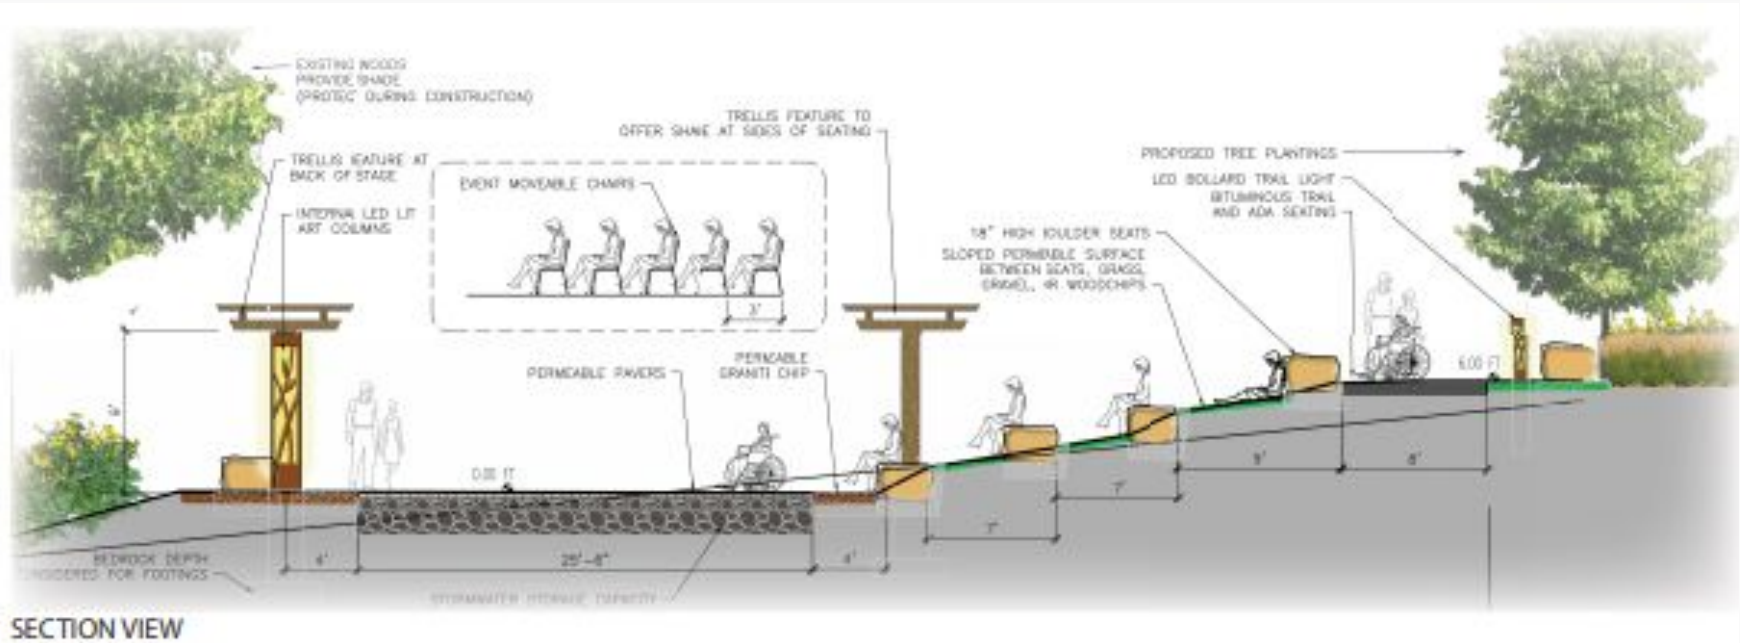 EXISTING WOODS
PROVIDE SHADE
(PROTECT DURING CONSTRUCTION)
TRELLIS FEATURE TO
OFFER SHADE AT SIDES OF SEATING
TRELLIS FEATURE AT
BACK OF STAGE
EVENT MOVEABLE CHAIRS
INTERNAL LED LIT
ART COLUMNS
PROPOSED TREE PLANTINGS
LED BOLLARD TRAIL LIGHT
BITUMINOUS TRAIL
AND ADA SEATING
18" HIGH BOULDER SEATS
SLOPED PERMEABLE SURFACE
BETWEEN SEATS, GRASS,
GRAVEL, OR WOODCHIPS
3'
PERMEABLE PAVERS
PERMEABLE
GRANITE CHIP
6.00 FT
0.00 FT
9'
8'
7'
7'
4'
25'-6"
4'
BEDROCK DEPTH
CONSIDERED FOR FOOTINGS
STORMWATER STORAGE CAPACITY
SECTION VIEW